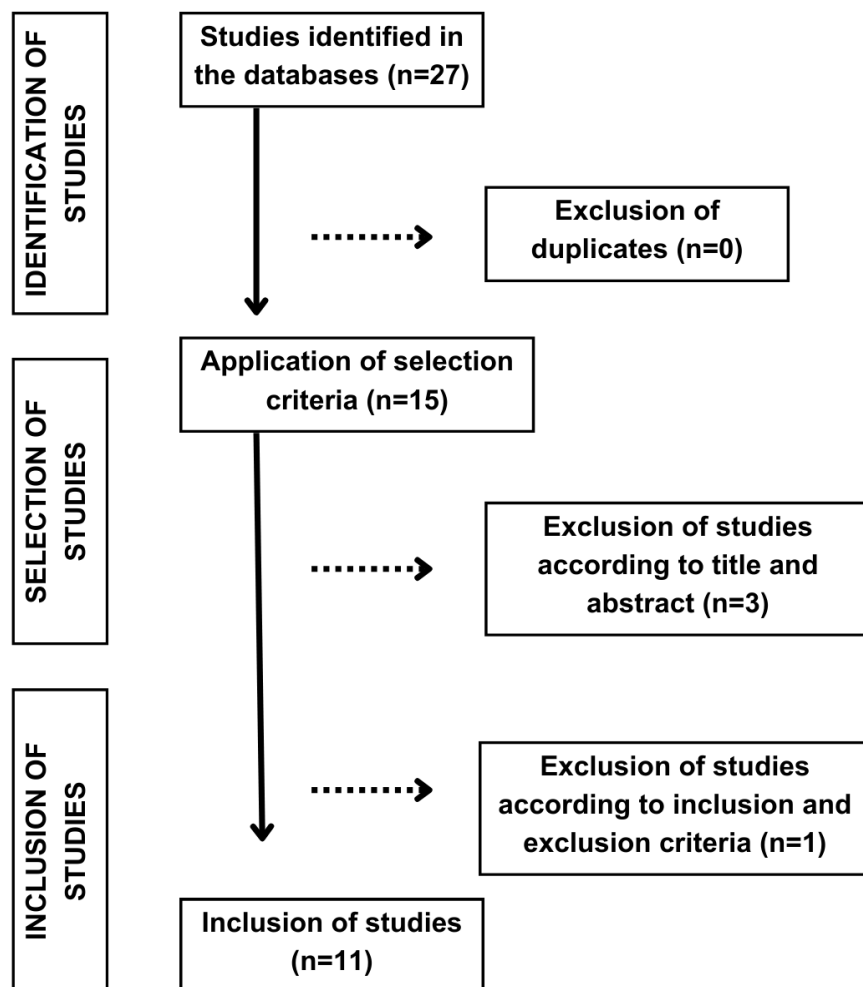 IDENTIFICATION OF
STUDIES
Studies identified in
the databases (n=27)
Exclusion of
duplicates (n=0)
SELECTION OF
STUDIES
Application of selection
criteria (n=15)
Exclusion of studies
according to title and
abstract (n=3)
INCLUSION OF
STUDIES
Exclusion of studies
according to inclusion and
exclusion criteria (n=1)
Inclusion of studies
(n=11)